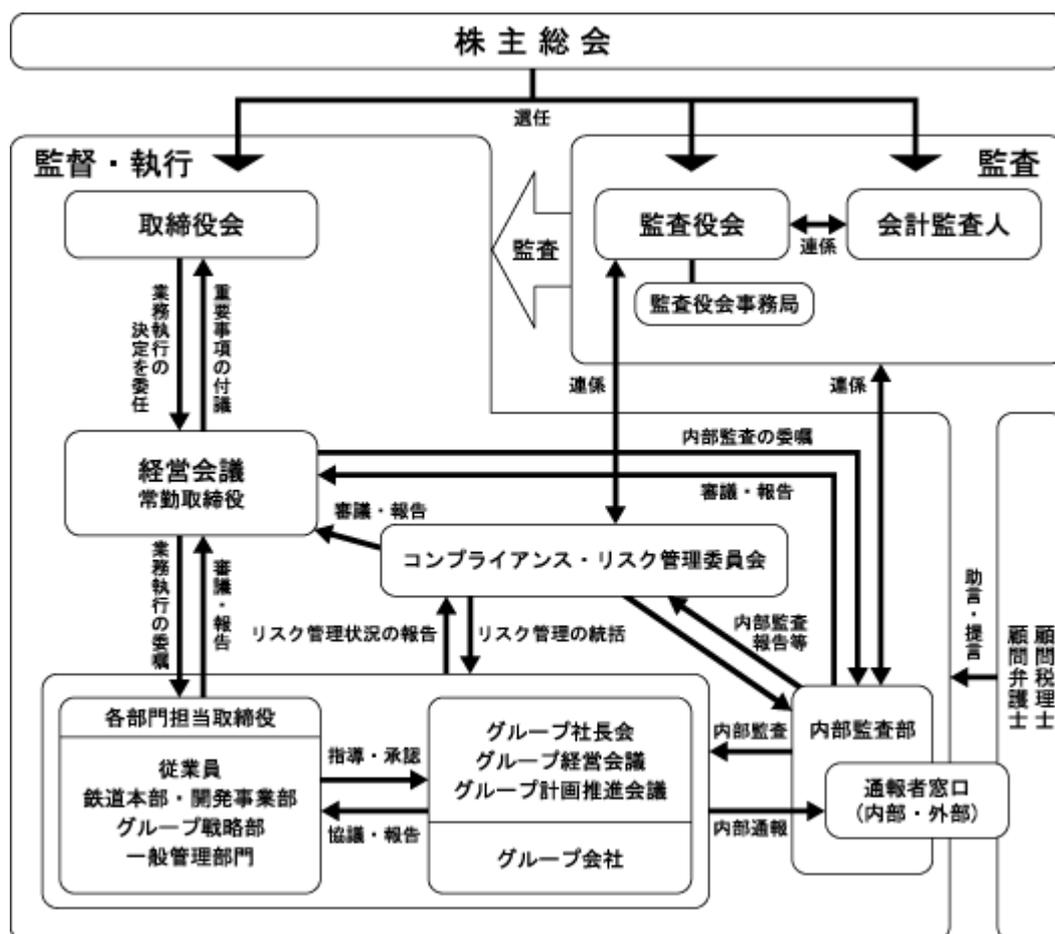 株主総会
選任
監督・執行
監査
取締役会
監査
監査役会
連係
会計監査人
監査役会事務局
業務執行の
決定を委任
重要事項の付議
連係
連係
経営会議
常勤取締役
内部監査の委嘱
審議・報告
審議・報告
コンプライアンス・リスク管理委員会
業務執行の委嘱
審議・報告
リスク管理状況の報告
リスク管理の統括
内部監査
報告等
助言・提言
顧問税理士
顧問弁護士
各部門担当取締役
従業員
鉄道本部・開発事業部
グループ戦略部
一般管理部門
指導・承認
協議・報告
グループ社長会
グループ経営会議
グループ計画推進会議
グループ会社
内部監査
内部通報
内部監査部
通報者窓口
（内部・外部）